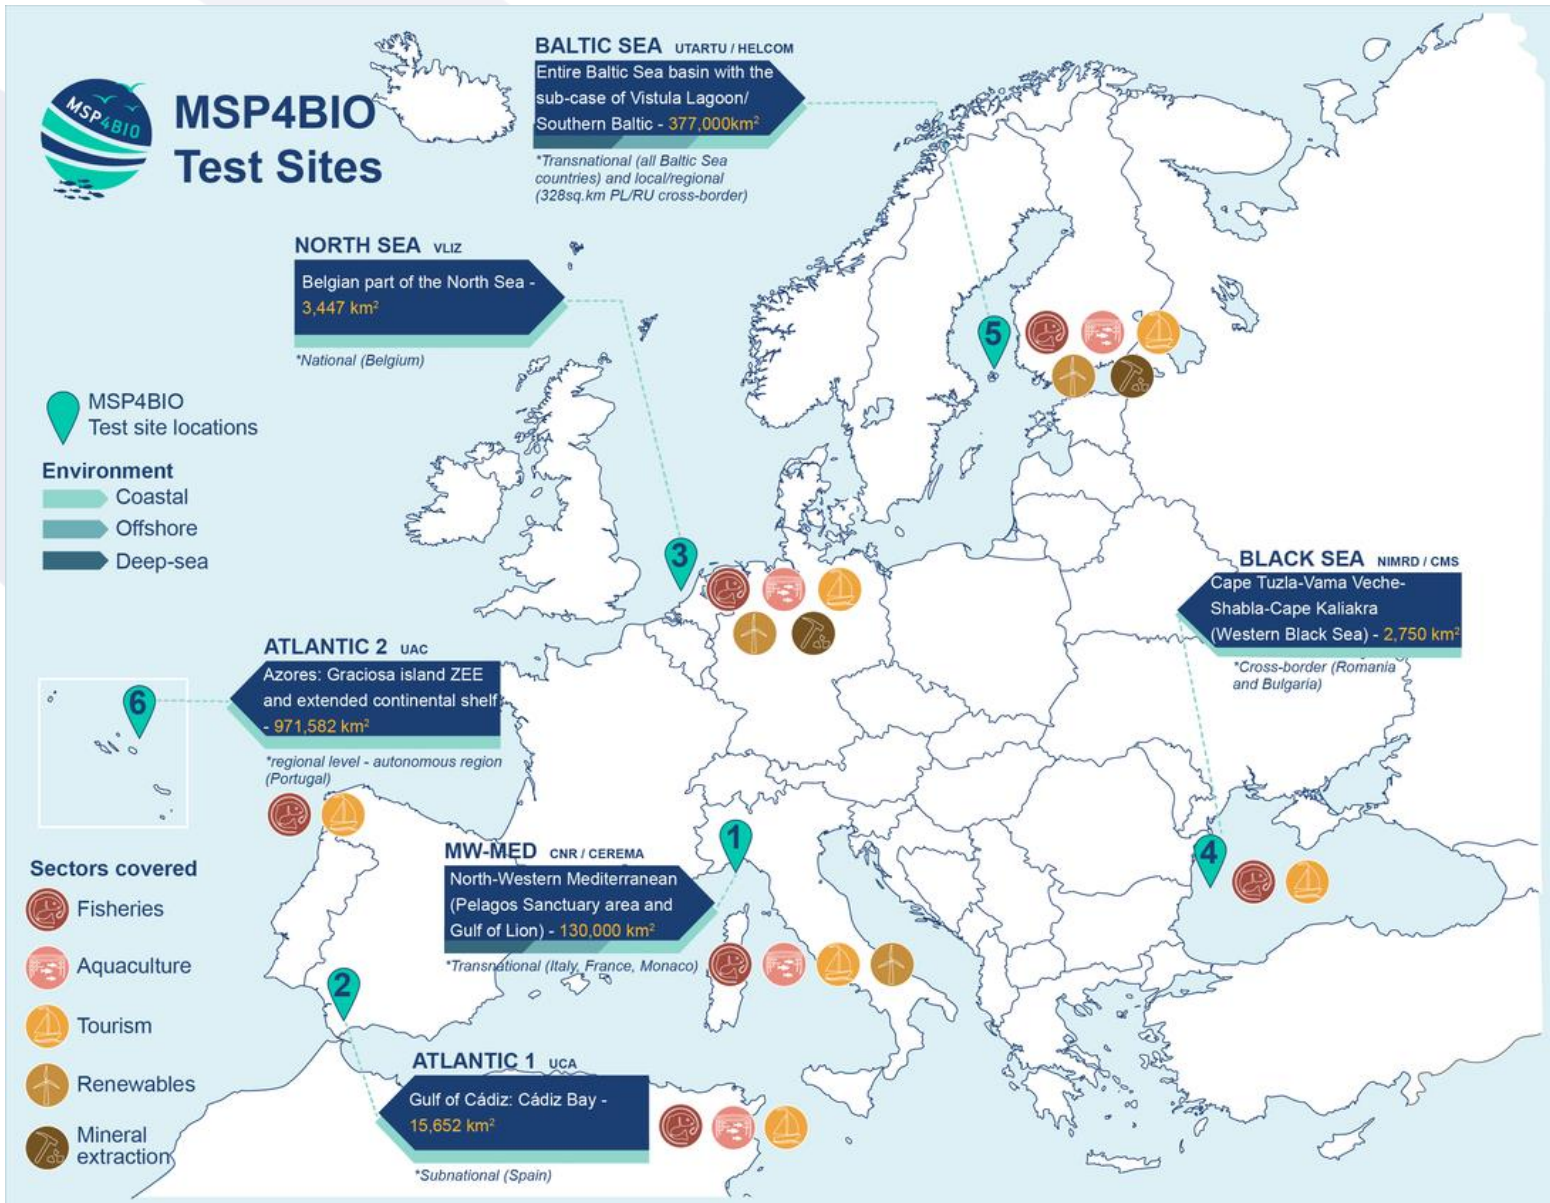 MSP4BIO
MSP4BIO
Test Sites
BALTIC SEA UTARTU / HELCOM
Entire Baltic Sea basin with the
sub-case of Vistula Lagoon/
Southern Baltic - 377,000km²
*Transnational (all Baltic Sea
countries) and local/regional
(328sq.km PL/RU cross-border)
NORTH SEA VLIZ
Belgian part of the North Sea -
3,447 km²
*National (Belgium)
MSP4BIO
Test site locations
Environment
Coastal
Offshore
Deep-sea
5
3
BLACK SEA NIMRD / CMS
Cape Tuzla-Vama Veche-
Shabla-Cape Kaliakra
(Western Black Sea) - 2,750 km²
*Cross-border (Romania
and Bulgaria)
ATLANTIC 2 UAC
Azores: Graciosa island ZEE
and extended continental shelf
- 971,582 km²
*regional level - autonomous region
(Portugal)
6
1
4
MW-MED CNR / CEREMA
North-Western Mediterranean
(Pelagos Sanctuary area and
Gulf of Lion) - 130,000 km²
*Transnational (Italy, France, Monaco)
2
Sectors covered
Fisheries
Aquaculture
Tourism
Renewables
Mineral
extraction
ATLANTIC 1 UCA
Gulf of Cádiz: Cádiz Bay -
15,652 km²
*Subnational (Spain)